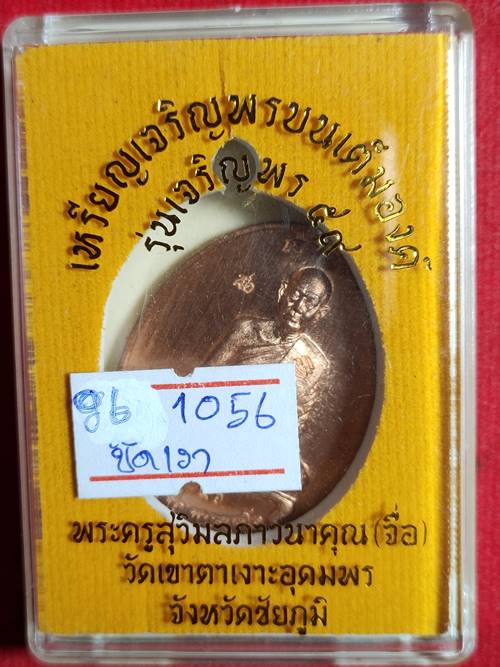 เหรียญเจริญพรบนเต็มองค์
รุ่นเจริญพร ๕๙
1056
ขัดเงา
พระครูสุวิมลภาวนาคุณ (จื่อ)
วัดเขาตาเงาะอุดมพร
จังหวัดชัยภูมิ